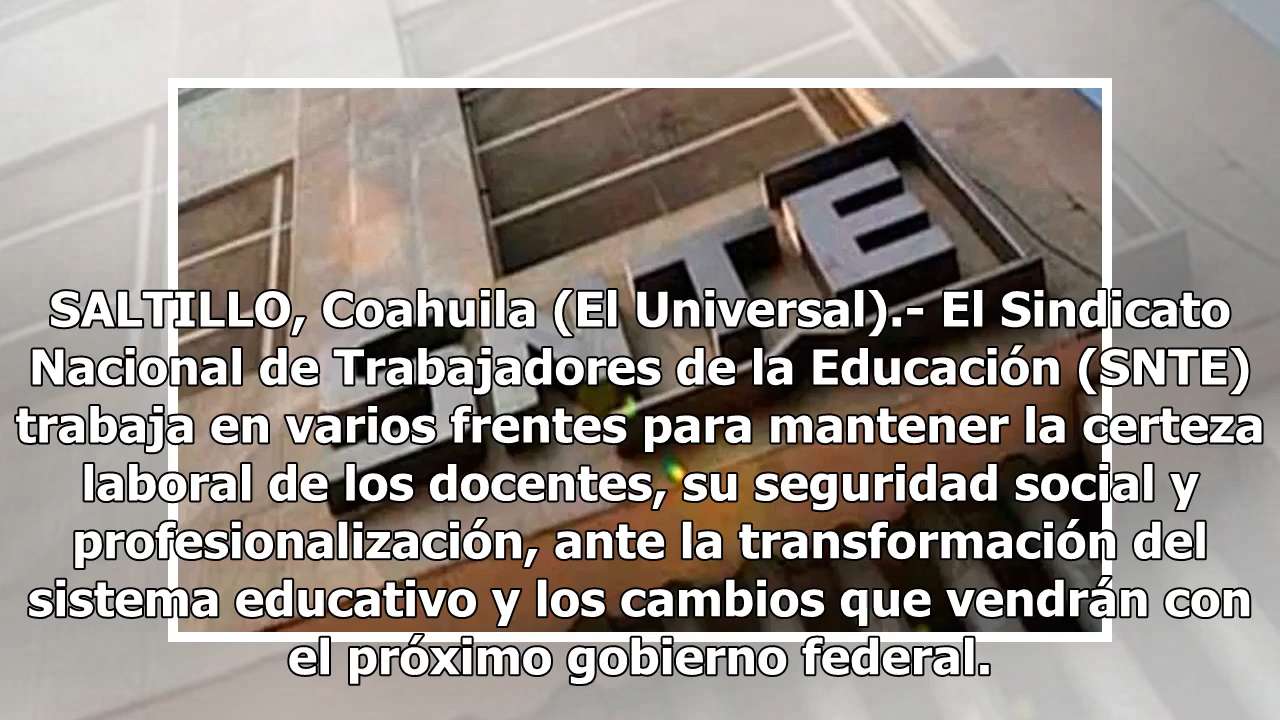 SNTE
SALTILLO, Coahuila (El Universal).- El Sindicato
Nacional de Trabajadores de la Educación (SNTE)
trabaja en varios frentes para mantener la certeza
laboral de los docentes, su seguridad social y
profesionalización, ante la transformación del
sistema educativo y los cambios que vendrán con
el próximo gobierno federal.